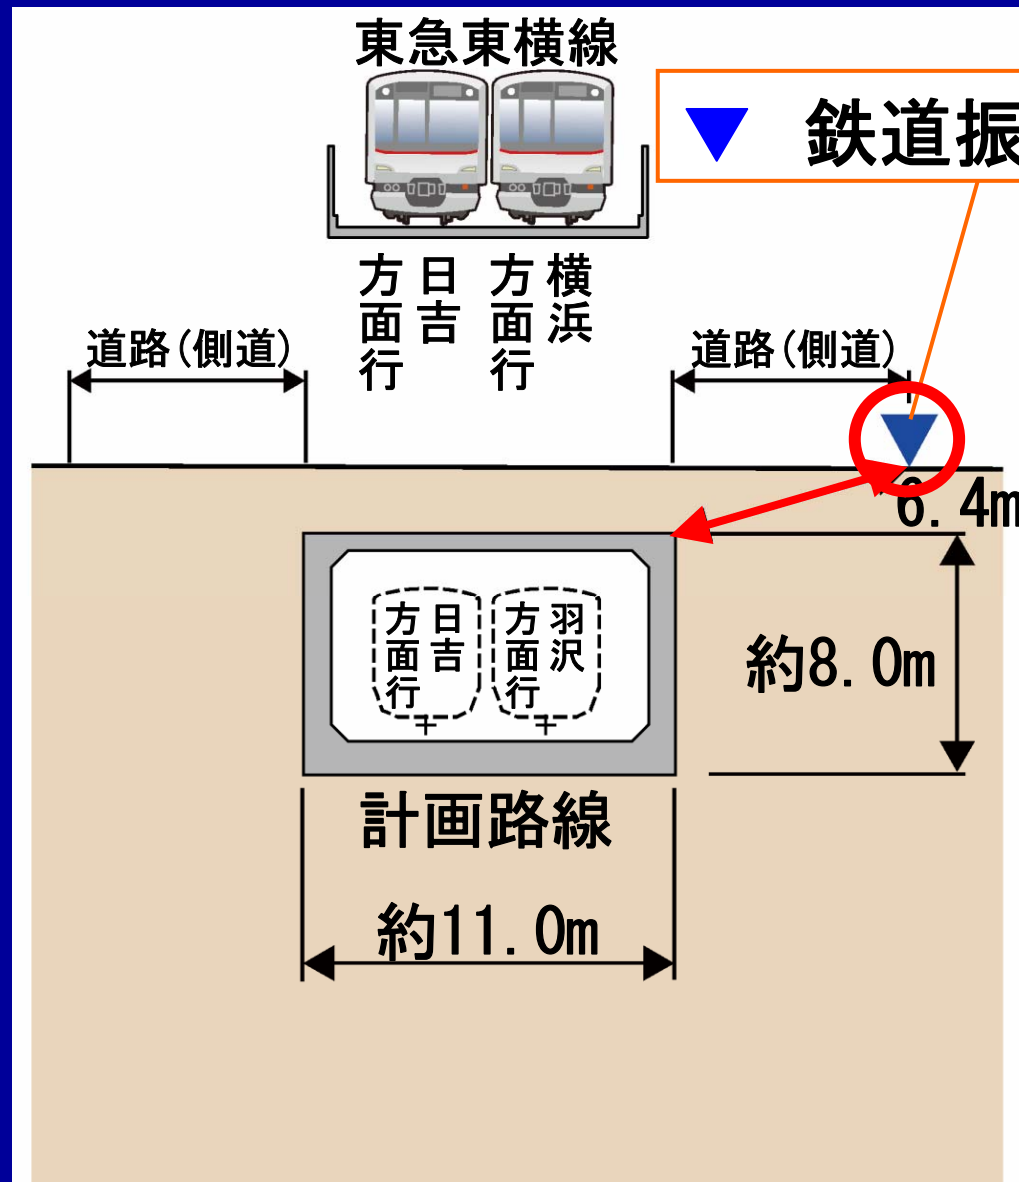 東急東横線
▼ 鉄道振
日吉方面行
横浜方面行
道路(側道)
道路(側道)
6.4m
日吉方面行
羽沢方面行
約8.0m
計画路線
約11.0m